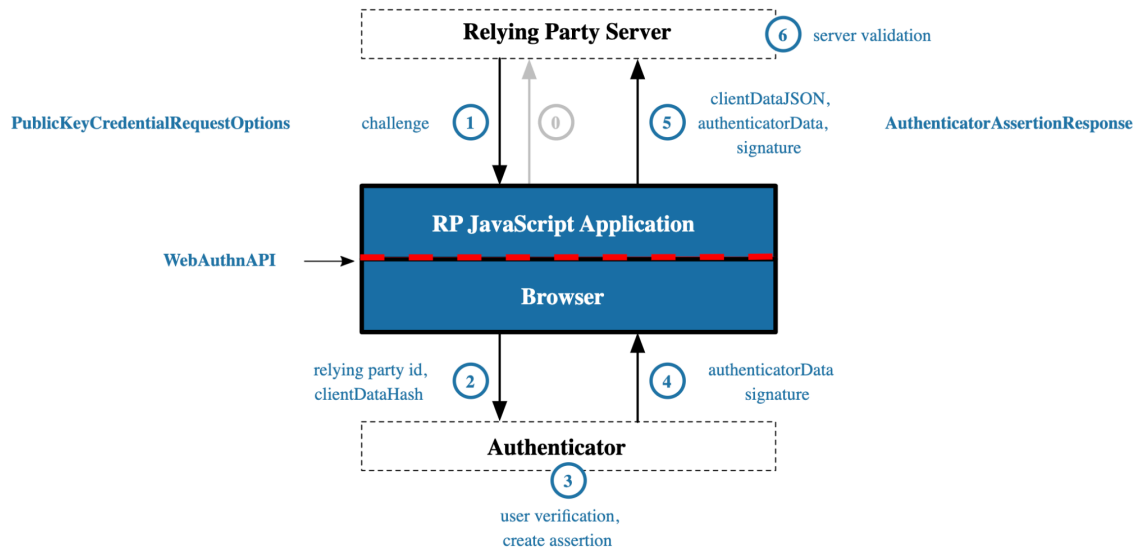 Relying Party Server
6
server validation
PublicKeyCredentialRequestOptions
challenge
1
0
5
clientDataJSON,
authenticatorData,
signature
AuthenticatorAssertionResponse
RP JavaScript Application
WebAuthnAPI
Browser
relying party id,
clientDataHash
2
4
authenticatorData
signature
Authenticator
3
user verification,
create assertion